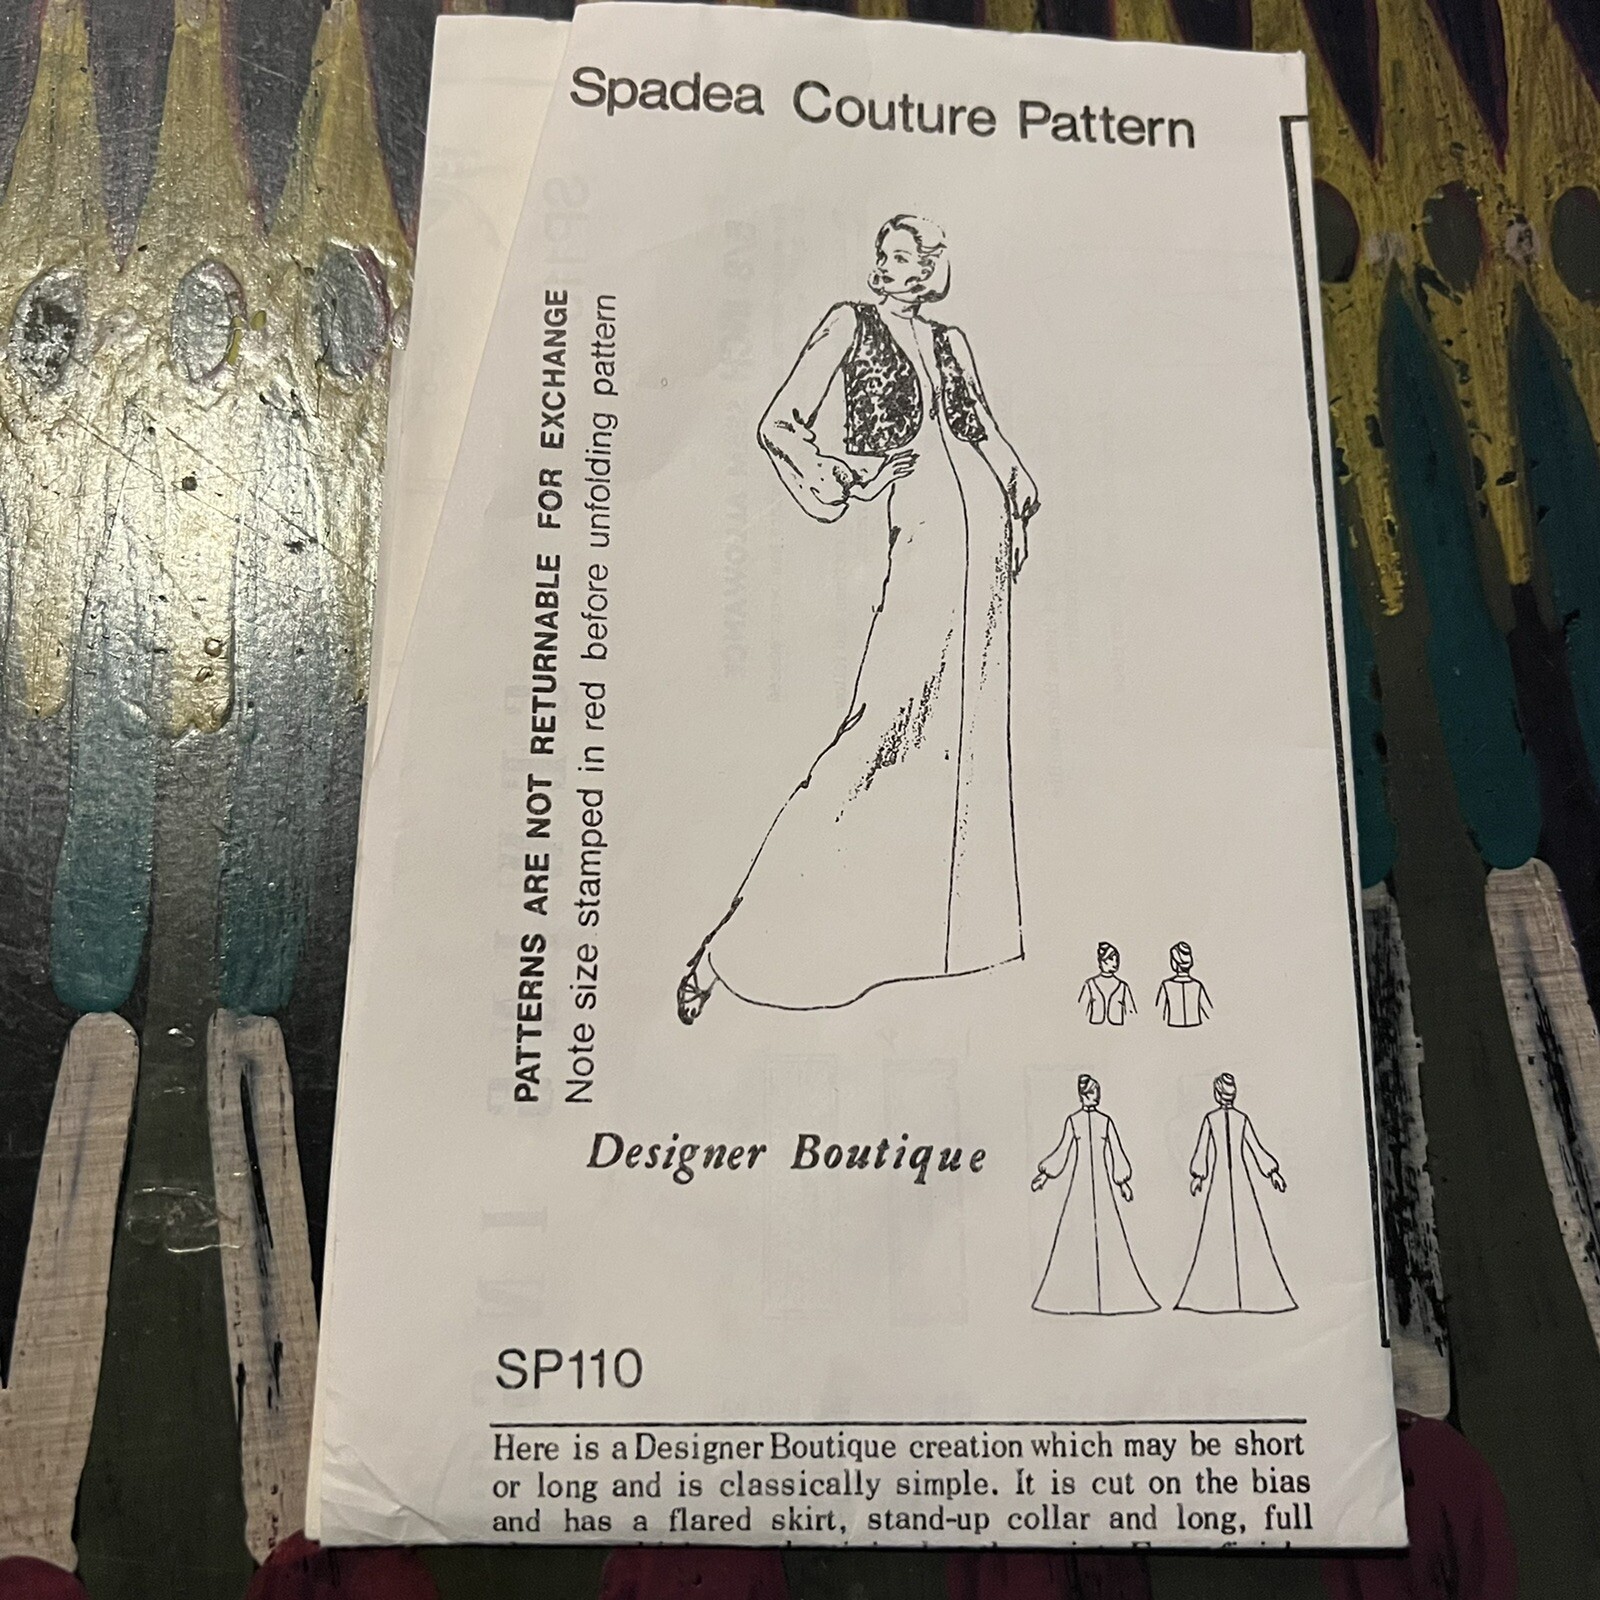 Spadea Couture Pattern
PATTERNS ARE NOT RETURNABLE FOR EXCHANGE
Note size stamped in red before unfolding pattern
Designer Boutique
SP110
Here is a Designer Boutique creation which may be short
or long and is classically simple. It is cut on the bias
and has a flared skirt, stand-up collar and long, full